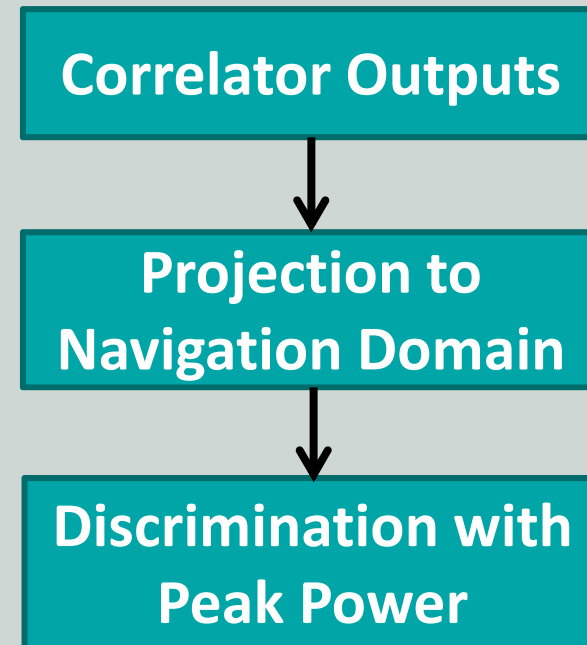 Correlator Outputs
Projection to
Navigation Domain
Discrimination with
Peak Power